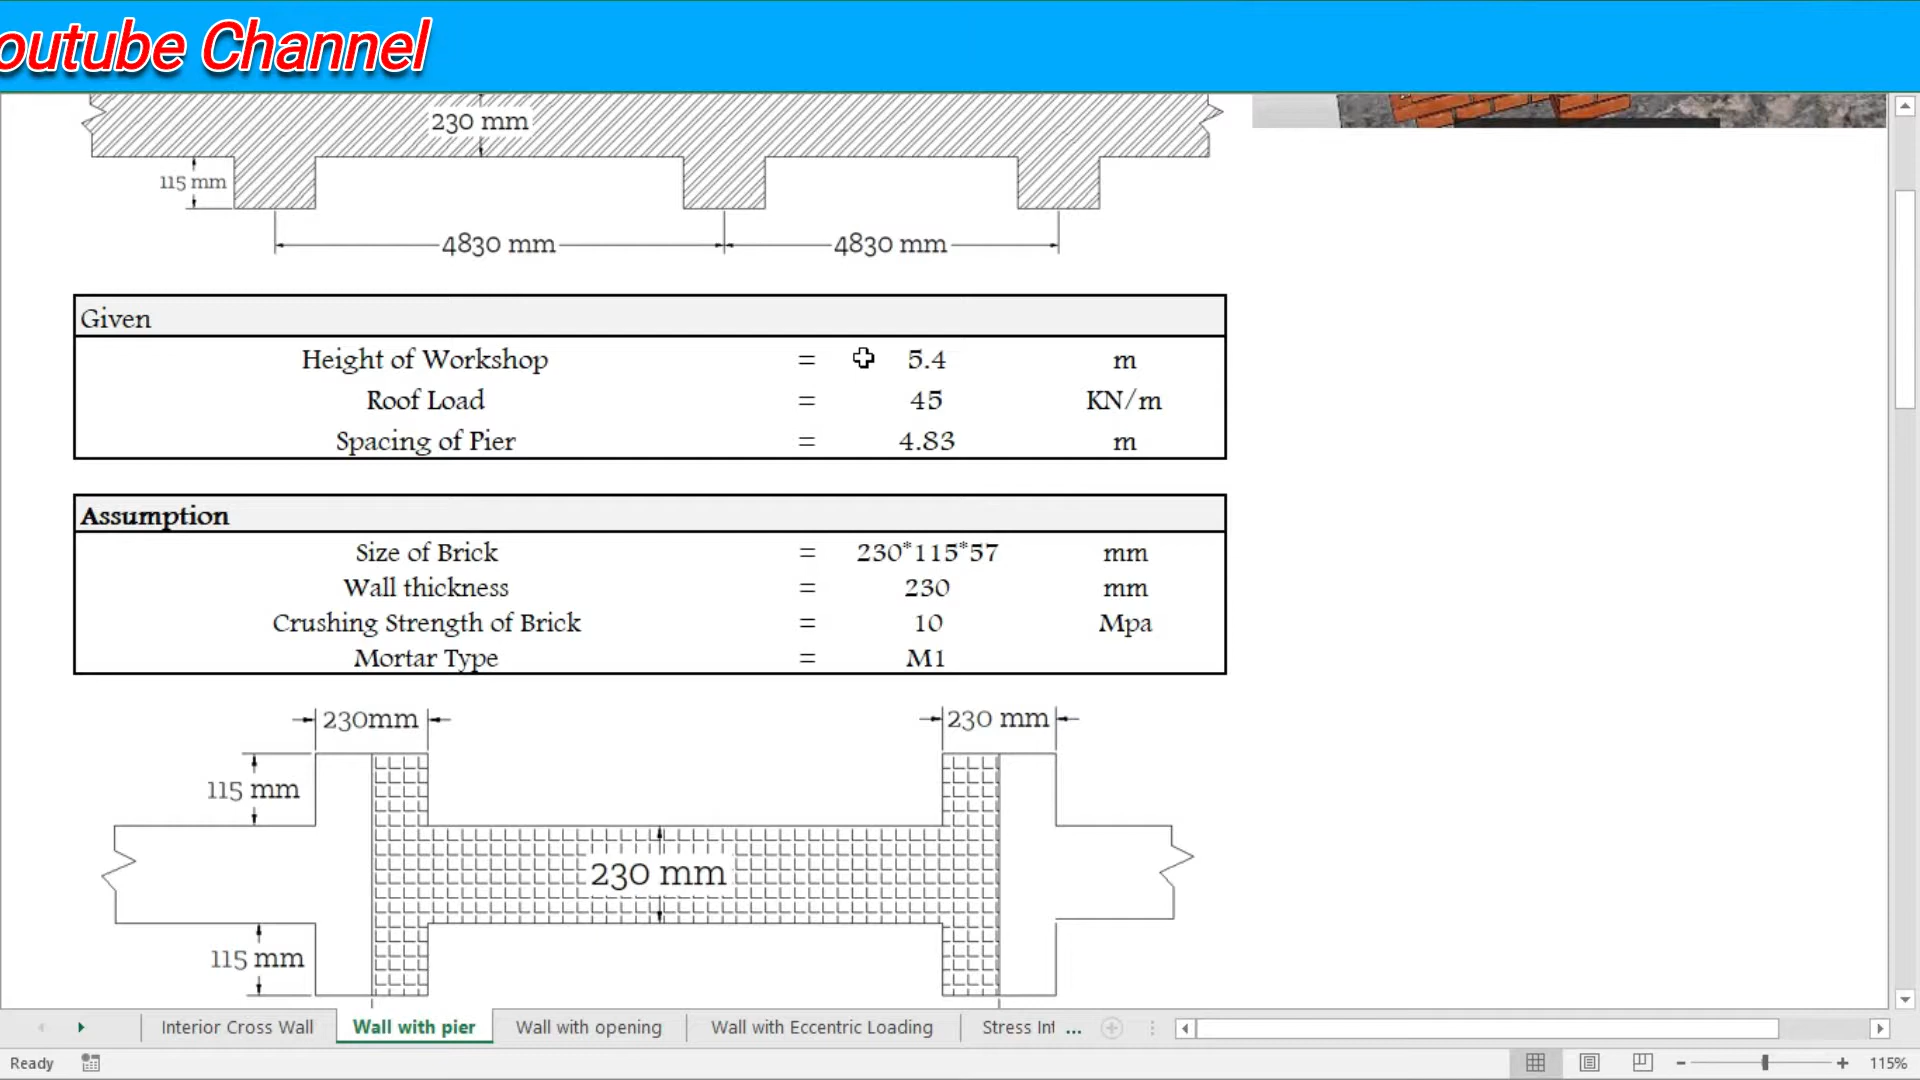 outube Channel
230 mm
115 mm
4830 mm 4830 mm
Given
Height of Workshop = 5.4 m
Roof Load = 45 KN/m
Spacing of Pier = 4.83 m
Assumption
Size of Brick = 230*115*57 mm
Wall thickness = 230 mm
Crushing Strength of Brick = 10 Mpa
Mortar Type = M1
230mm 230 mm
115 mm
230 mm
115 mm
Interior Cross Wall Wall with pier Wall with opening Wall with Eccentric Loading Stress Int ...
Ready 115%